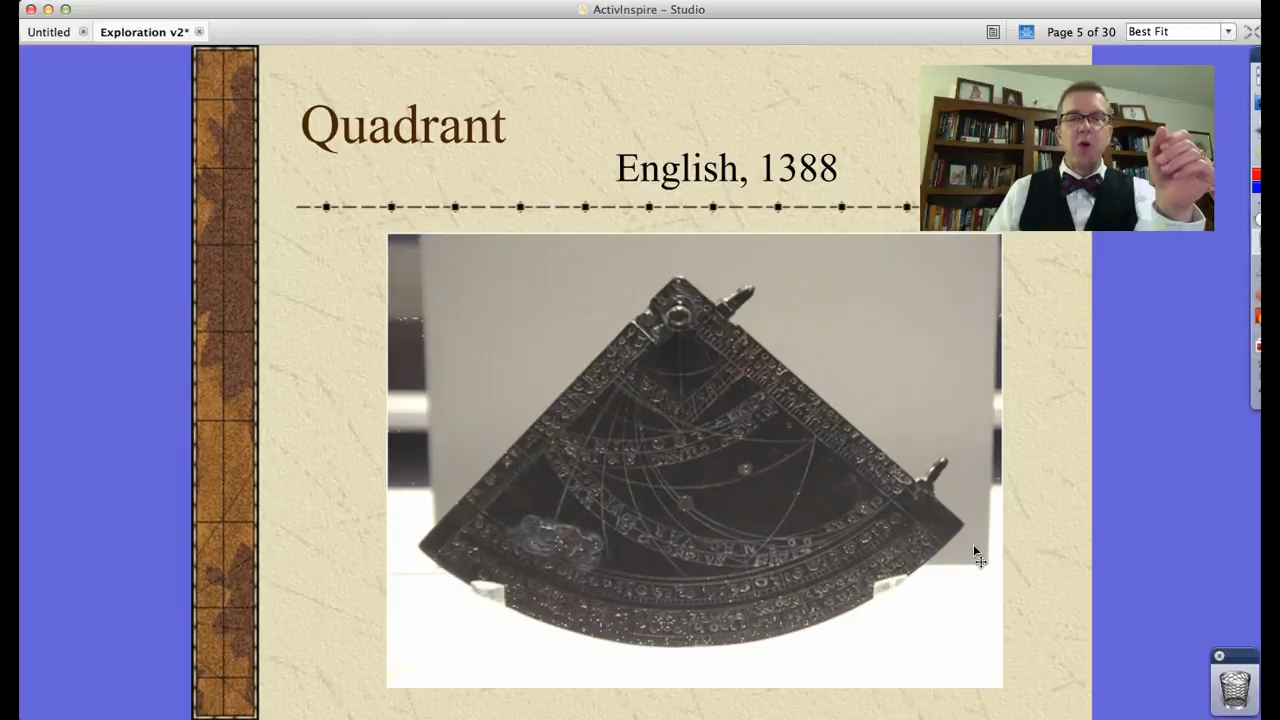 ActivInspire – Studio
Untitled
Exploration v2*
Page 5 of 30
Best Fit
Quadrant
English, 1388